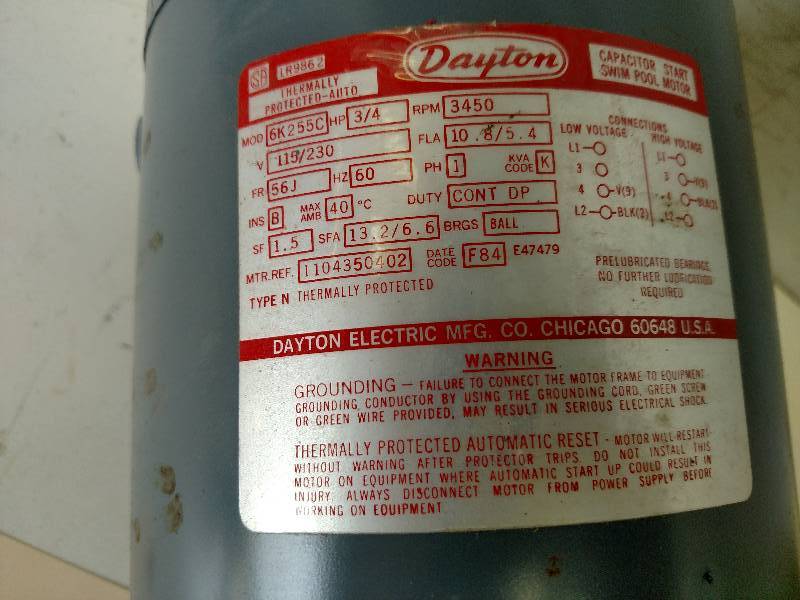 SA LR9862
THERMALLY
PROTECTED-AUTO
Dayton
CAPACITOR START
SWIM POOL MOTOR
MOD 6K255C HP 3/4 RPM 3450
V 115/230 FLA 10.8/5.4
FR 56J HZ 60 PH 1 KVA CODE K
INS B MAX AMB 40 °C DUTY CONT DP
SF 1.5 SFA 13.2/6.6 BRGS BALL
MTR.REF. 1104350402 DATE CODE F84 E47479
TYPE N THERMALLY PROTECTED
CONNECTIONS
LOW VOLTAGE HIGH VOLTAGE
L1 L1
3 3
4 V(9) 4
L2 BLK(2) L2
PRELUBRICATED BEARINGS
NO FURTHER LUBRICATION
REQUIRED
DAYTON ELECTRIC MFG. CO. CHICAGO 60648 U.S.A.
WARNING
GROUNDING — FAILURE TO CONNECT THE MOTOR FRAME TO EQUIPMENT
GROUNDING CONDUCTOR BY USING THE GROUNDING CORD, GREEN SCREW
OR GREEN WIRE PROVIDED, MAY RESULT IN SERIOUS ELECTRICAL SHOCK.
THERMALLY PROTECTED AUTOMATIC RESET - MOTOR WILL RESTART
WITHOUT WARNING AFTER PROTECTOR TRIPS. DO NOT INSTALL THIS
MOTOR ON EQUIPMENT WHERE AUTOMATIC START UP COULD RESULT IN
INJURY. ALWAYS DISCONNECT MOTOR FROM POWER SUPPLY BEFORE
WORKING ON EQUIPMENT.